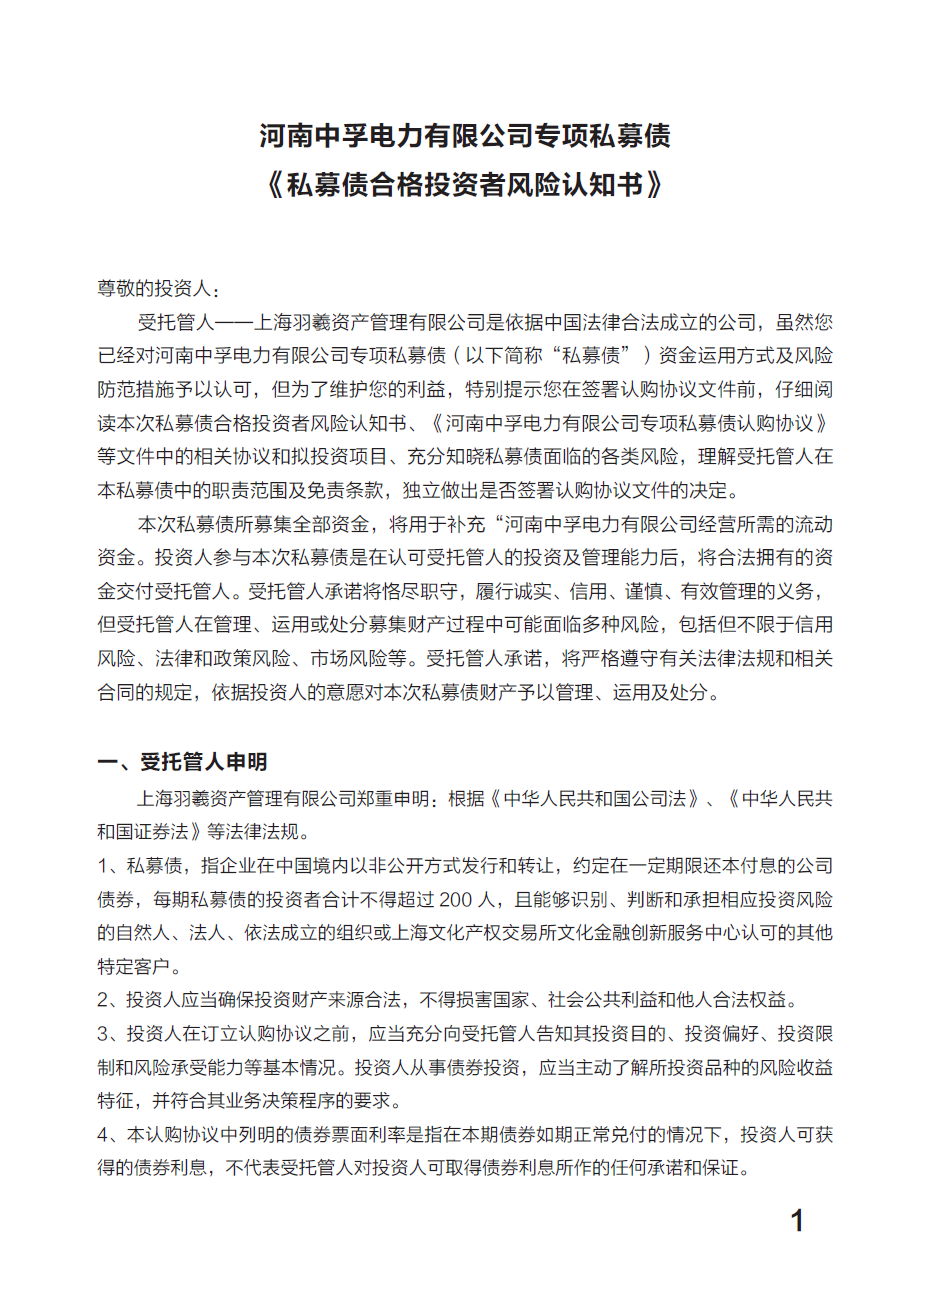 河南中孚电力有限公司专项私募债
《私募债合格投资者风险认知书》
尊敬的投资人：
受托管人——上海羽羲资产管理有限公司是依据中国法律合法成立的公司，虽然您
已经对河南中孚电力有限公司专项私募债（以下简称“私募债”）资金运用方式及风险
防范措施予以认可，但为了维护您的利益，特别提示您在签署认购协议文件前，仔细阅
读本次私募债合格投资者风险认知书、《河南中孚电力有限公司专项私募债认购协议》
等文件中的相关协议和拟投资项目、充分知晓私募债面临的各类风险，理解受托管人在
本私募债中的职责范围及免责条款，独立做出是否签署认购协议文件的决定。
本次私募债所募集全部资金，将用于补充“河南中孚电力有限公司经营所需的流动
资金。投资人参与本次私募债是在认可受托管人的投资及管理能力后，将合法拥有的资
金交付受托管人。受托管人承诺将恪尽职守，履行诚实、信用、谨慎、有效管理的义务，
但受托管人在管理、运用或处分募集财产过程中可能面临多种风险，包括但不限于信用
风险、法律和政策风险、市场风险等。受托管人承诺，将严格遵守有关法律法规和相关
合同的规定，依据投资人的意愿对本次私募债财产予以管理、运用及处分。
一、受托管人申明
上海羽羲资产管理有限公司郑重申明：根据《中华人民共和国公司法》、《中华人民共
和国证券法》等法律法规。
1、私募债，指企业在中国境内以非公开方式发行和转让，约定在一定期限还本付息的公司
债券，每期私募债的投资者合计不得超过 200 人，且能够识别、判断和承担相应投资风险
的自然人、法人、依法成立的组织或上海文化产权交易所文化金融创新服务中心认可的其他
特定客户。
2、投资人应当确保投资财产来源合法，不得损害国家、社会公共利益和他人合法权益。
3、投资人在订立认购协议之前，应当充分向受托管人告知其投资目的、投资偏好、投资限
制和风险承受能力等基本情况。投资人从事债券投资，应当主动了解所投资品种的风险收益
特征，并符合其业务决策程序的要求。
4、本认购协议中列明的债券票面利率是指在本期债券如期正常兑付的情况下，投资人可获
得的债券利息，不代表受托管人对投资人可取得债券利息所作的任何承诺和保证。
1